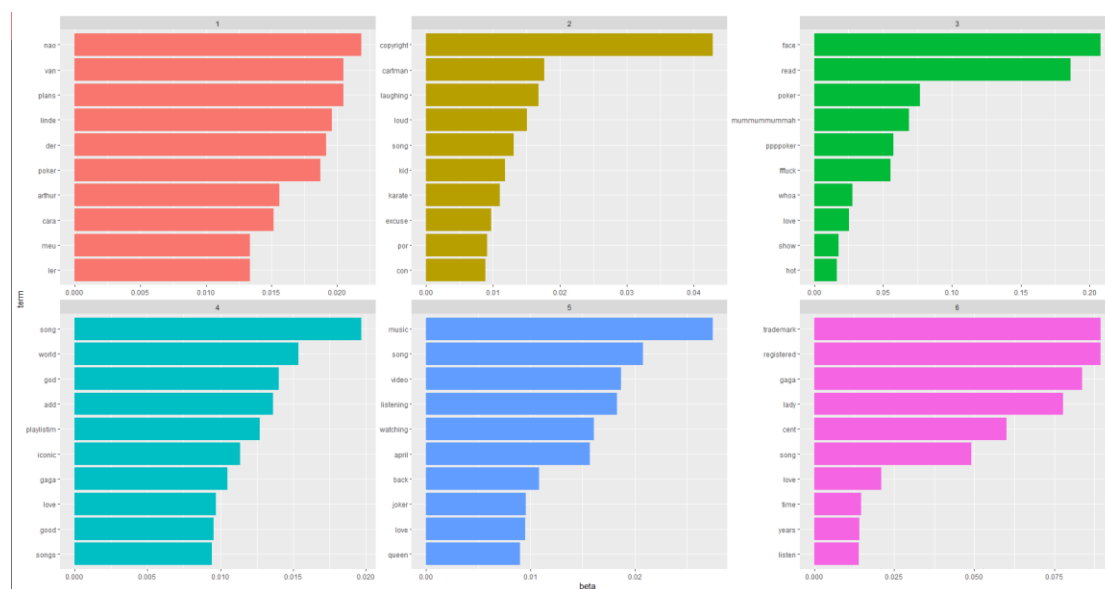 1
nao
van
plans
linde
der
poker
arthur
cara
meu
ler
0.000 0.005 0.010 0.015 0.020
2
copyright
cartman
laughing
loud
song
kid
karate
excuse
por
con
0.00 0.01 0.02 0.03 0.04
3
face
read
poker
mummummummah
ppppoker
fffuck
whoa
love
show
hot
0.00 0.05 0.10 0.15 0.20
term
4
song
world
god
add
playlistim
iconic
gaga
love
good
songs
0.000 0.005 0.010 0.015 0.020
5
music
song
video
listening
watching
april
back
joker
love
queen
0.00 0.01 0.02
6
trademark
registered
gaga
lady
cent
song
love
time
years
listen
0.000 0.025 0.050 0.075
beta